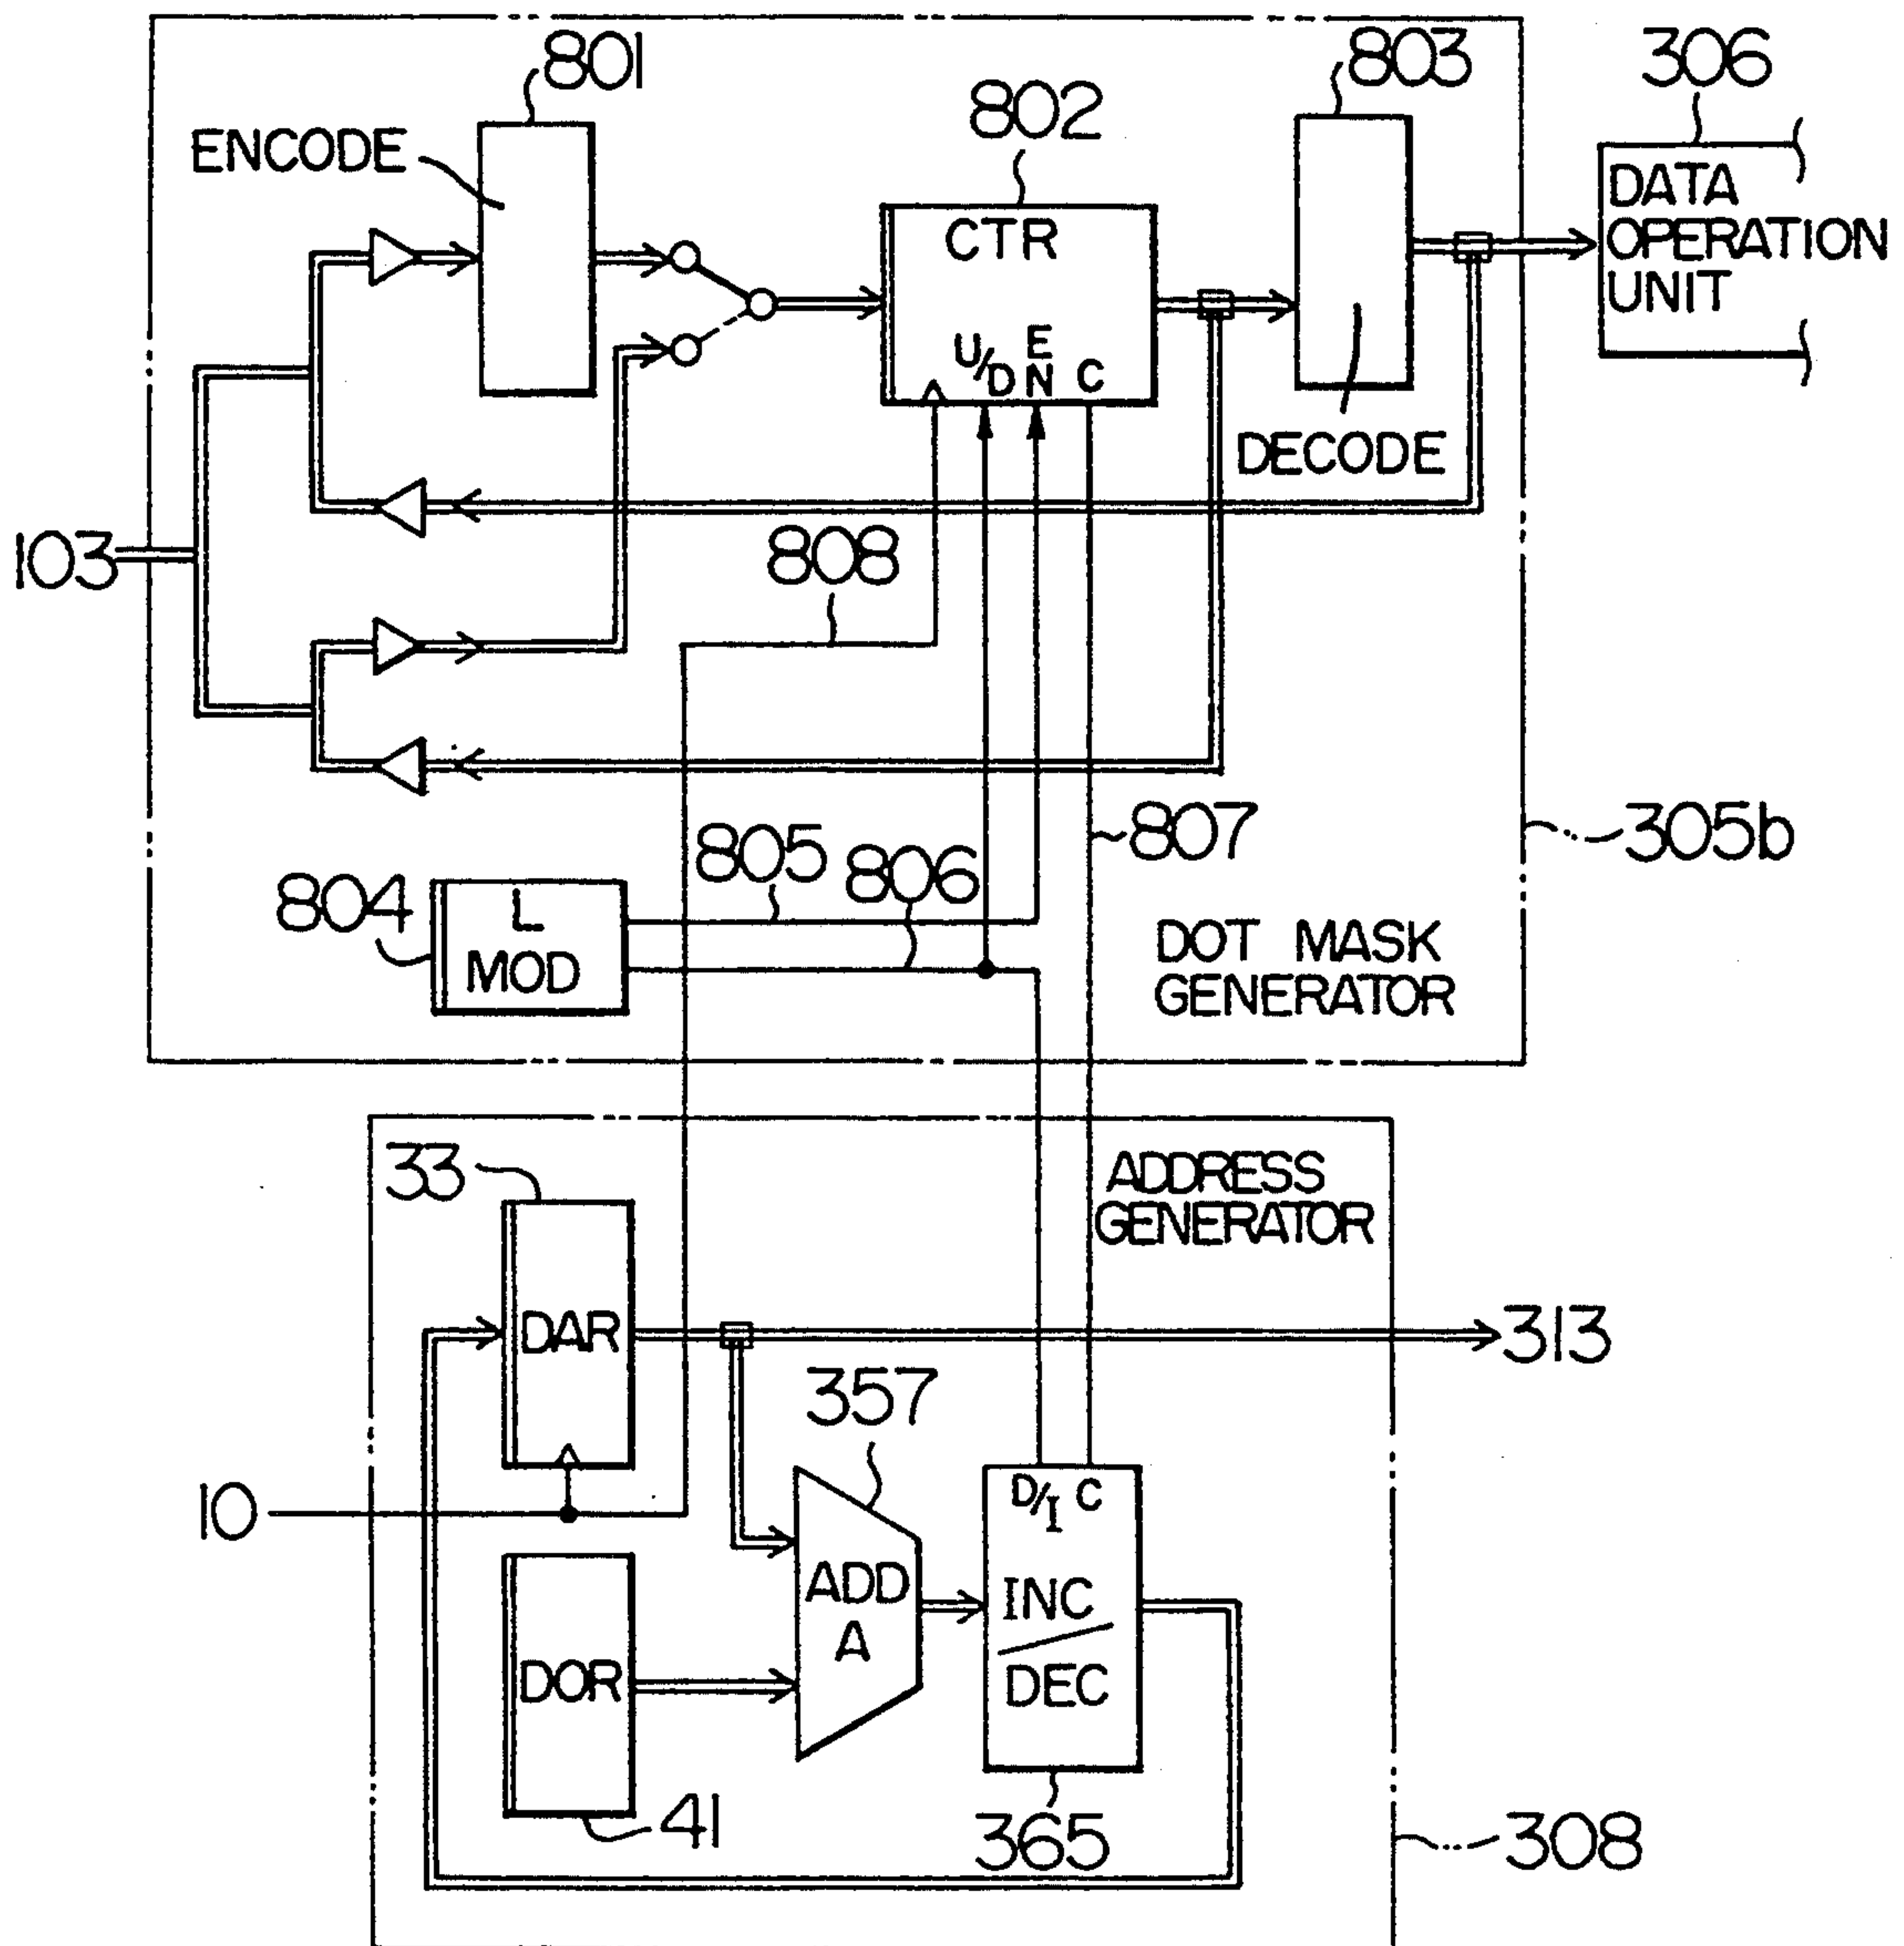 801
803
306
802
ENCODE
DATA
OPERATION
UNIT
CTR
U/D
EN
C
DECODE
103
808
807
305b
805
806
804
L
MOD
DOT MASK
GENERATOR
33
ADDRESS
GENERATOR
DAR
313
357
10
D/I
C
ADD
A
INC
DEC
DOR
41
365
308